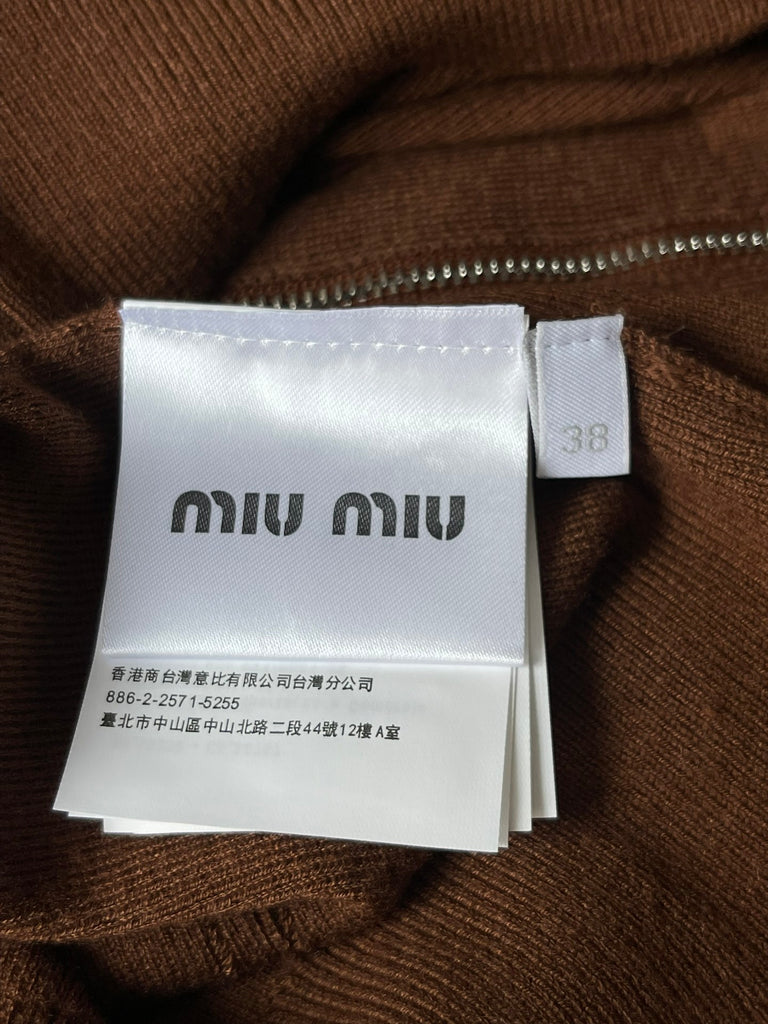 38
miu miu
香港商台灣意比有限公司台灣分公司
886-2-2571-5255
臺北市中山區中山北路二段44號12樓A室